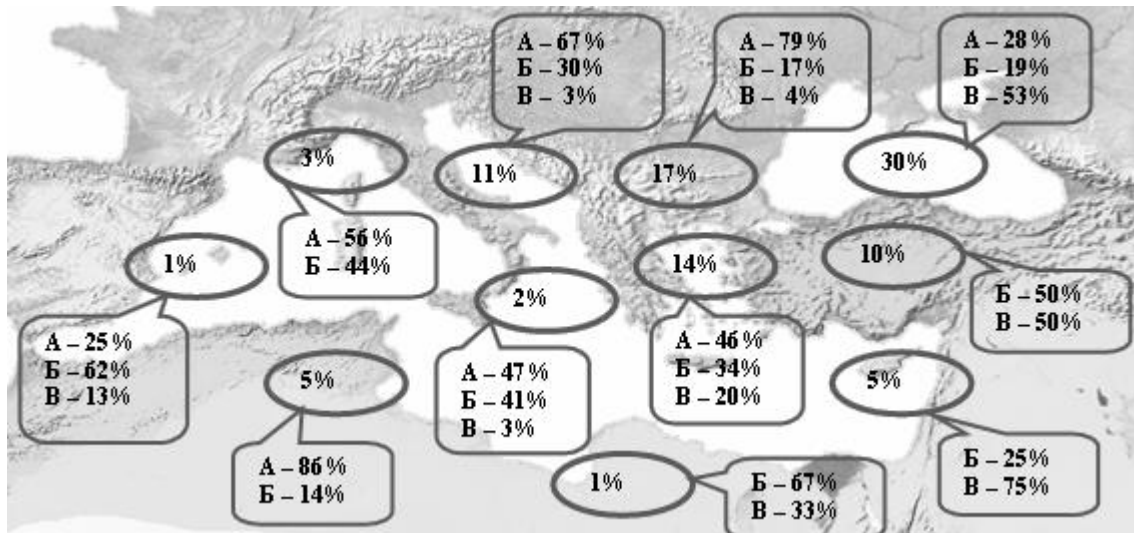 А – 67%
Б – 30%
В – 3%
А – 79%
Б – 17%
В – 4%
А – 28%
Б – 19%
В – 53%
3%
11%
17%
30%
А – 56%
Б – 44%
1%
2%
14%
10%
Б – 50%
В – 50%
А – 25%
Б – 62%
В – 13%
5%
А – 47%
Б – 41%
В – 3%
А – 46%
Б – 34%
В – 20%
5%
А – 86%
Б – 14%
1%
Б – 67%
В – 33%
Б – 25%
В – 75%